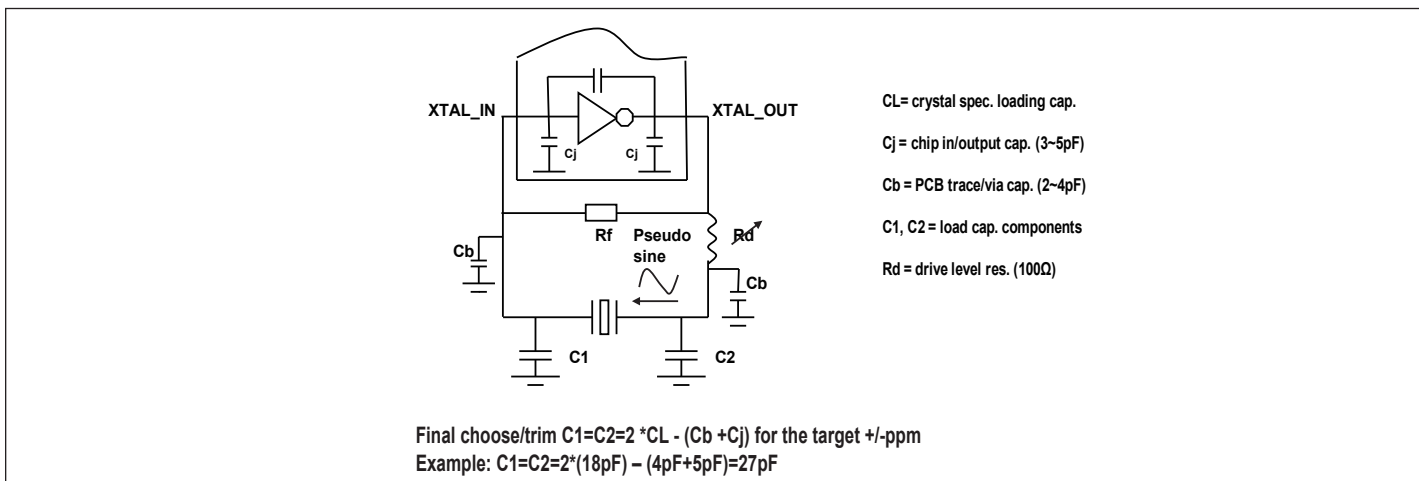 XTAL_IN
XTAL_OUT
Cj
Cj
Rf
Pseudo
sine
Rd
Cb
Cb
C1
C2
CL= crystal spec. loading cap.
Cj = chip in/output cap. (3~5pF)
Cb = PCB trace/via cap. (2~4pF)
C1, C2 = load cap. components
Rd = drive level res. (100Ω)
Final choose/trim C1=C2=2 *CL - (Cb +Cj) for the target +/-ppm
Example: C1=C2=2*(18pF) – (4pF+5pF)=27pF